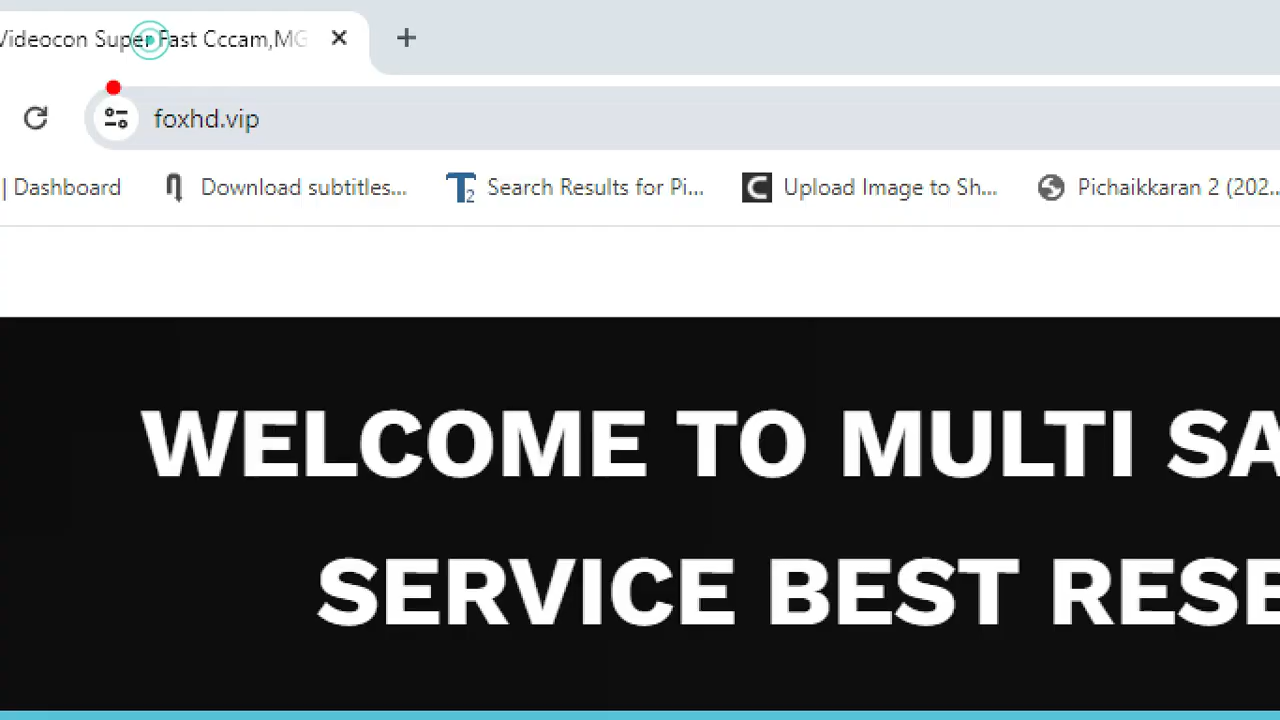 Videocon Super Fast Cccam,MG
foxhd.vip
| Dashboard
Download subtitles...
Search Results for Pi...
Upload Image to Sh...
Pichaikkaran 2 (202...
WELCOME TO MULTI SA
SERVICE BEST RESE